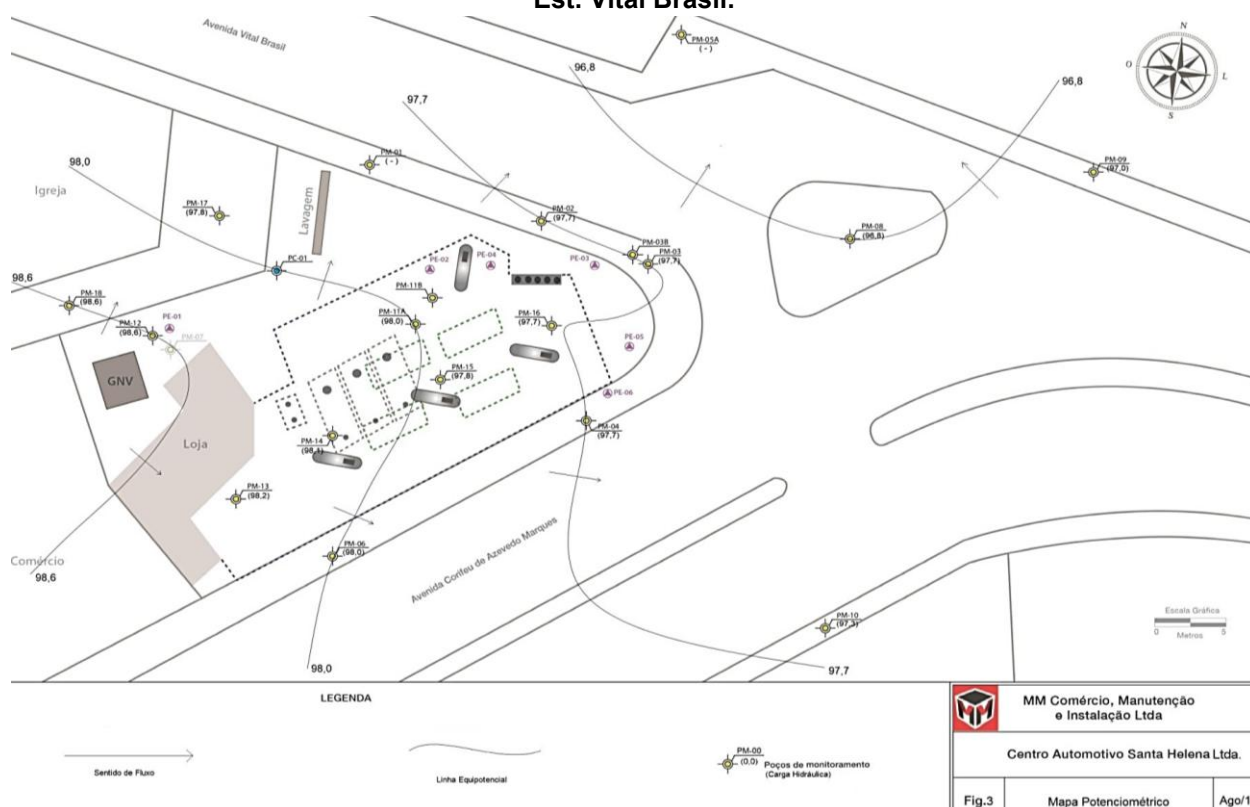 Est. Vital Brasil.
Avenida Vital Brasil
PM-05A
( - )
N
O
L
S
96,8
96,8
97,7
98,0
PM-01
( - )
PM-09
(97,0)
Igreja
PM-17
(97,8)
Lavagem
PM-02
(97,7)
PM-08
(96,8)
PM-03B
PM-03
(97,7)
PC-01
PE-02
PE-04
PE-03
98,6
PM-18
(98,6)
PM-11B
PE-01
PM-12
(98,6)
PM-07
PM-11A
(98,0)
PM-16
(97,7)
PE-05
GNV
PM-15
(97,8)
PE-06
PM-04
(97,7)
Loja
PM-14
(98,1)
PM-13
(98,2)
Avenida Corifeu de Azevedo Marques
PM-06
(98,0)
Comércio
98,6
PM-10
(97,3)
Escala Gráfica
0 5
Metros
98,0
97,7
LEGENDA
Sentido de Fluxo
Linha Equipotencial
PM-00
(0,0)
Poços de monitoramento
(Carga Hidráulica)
MM Comércio, Manutenção
e Instalação Ltda
Centro Automotivo Santa Helena Ltda.
Fig.3
Mapa Potenciométrico
Ago/1